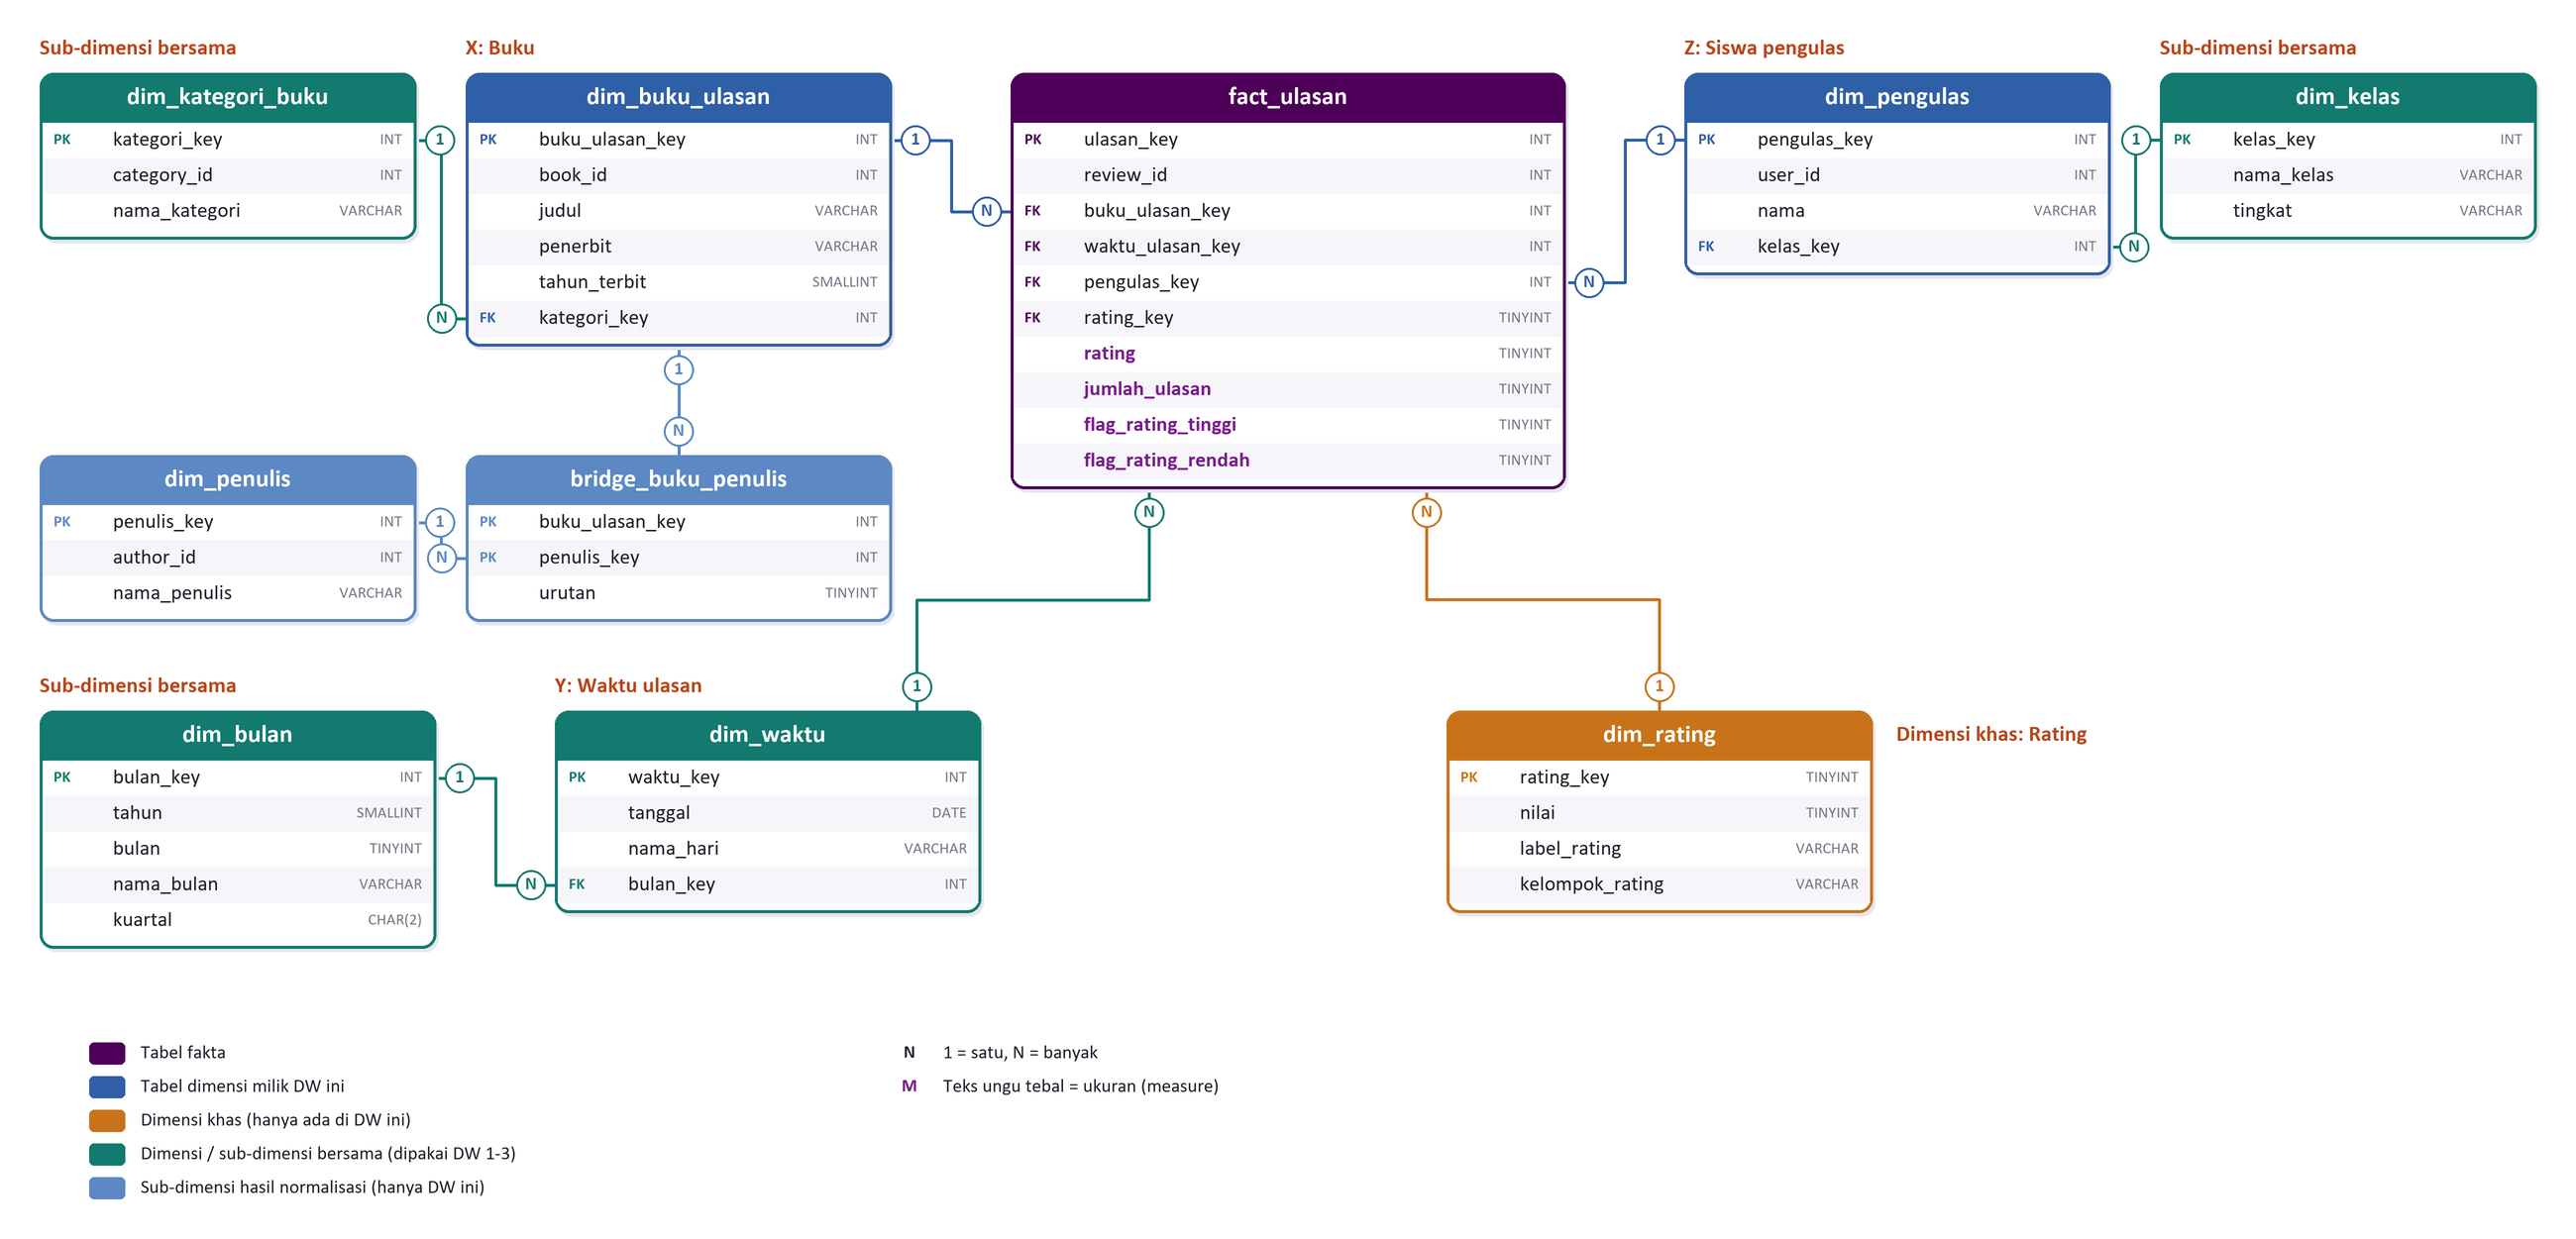 Sub-dimensi bersama
dim_kategori_buku
PK kategori_key INT
category_id INT
nama_kategori VARCHAR
1
N
X: Buku
dim_buku_ulasan
PK buku_ulasan_key INT
book_id INT
judul VARCHAR
penerbit VARCHAR
tahun_terbit SMALLINT
FK kategori_key INT
1
N
fact_ulasan
PK ulasan_key INT
review_id INT
FK buku_ulasan_key INT
FK waktu_ulasan_key INT
FK pengulas_key INT
FK rating_key TINYINT
rating TINYINT
jumlah_ulasan TINYINT
flag_rating_tinggi TINYINT
flag_rating_rendah TINYINT
1
N
Z: Siswa pengulas
dim_pengulas
PK pengulas_key INT
user_id INT
nama VARCHAR
FK kelas_key INT
1
N
Sub-dimensi bersama
dim_kelas
PK kelas_key INT
nama_kelas VARCHAR
tingkat VARCHAR
1
N
dim_penulis
PK penulis_key INT
author_id INT
nama_penulis VARCHAR
1
N
bridge_buku_penulis
PK buku_ulasan_key INT
PK penulis_key INT
urutan TINYINT
N
1
N
1
Sub-dimensi bersama
dim_bulan
PK bulan_key INT
tahun SMALLINT
bulan TINYINT
nama_bulan VARCHAR
kuartal CHAR(2)
1
N
Y: Waktu ulasan
dim_waktu
PK waktu_key INT
tanggal DATE
nama_hari VARCHAR
FK bulan_key INT
dim_rating
PK rating_key TINYINT
nilai TINYINT
label_rating VARCHAR
kelompok_rating VARCHAR
Dimensi khas: Rating
Tabel fakta
Tabel dimensi milik DW ini
Dimensi khas (hanya ada di DW ini)
Dimensi / sub-dimensi bersama (dipakai DW 1-3)
Sub-dimensi hasil normalisasi (hanya DW ini)
N 1 = satu, N = banyak
M Teks ungu tebal = ukuran (measure)